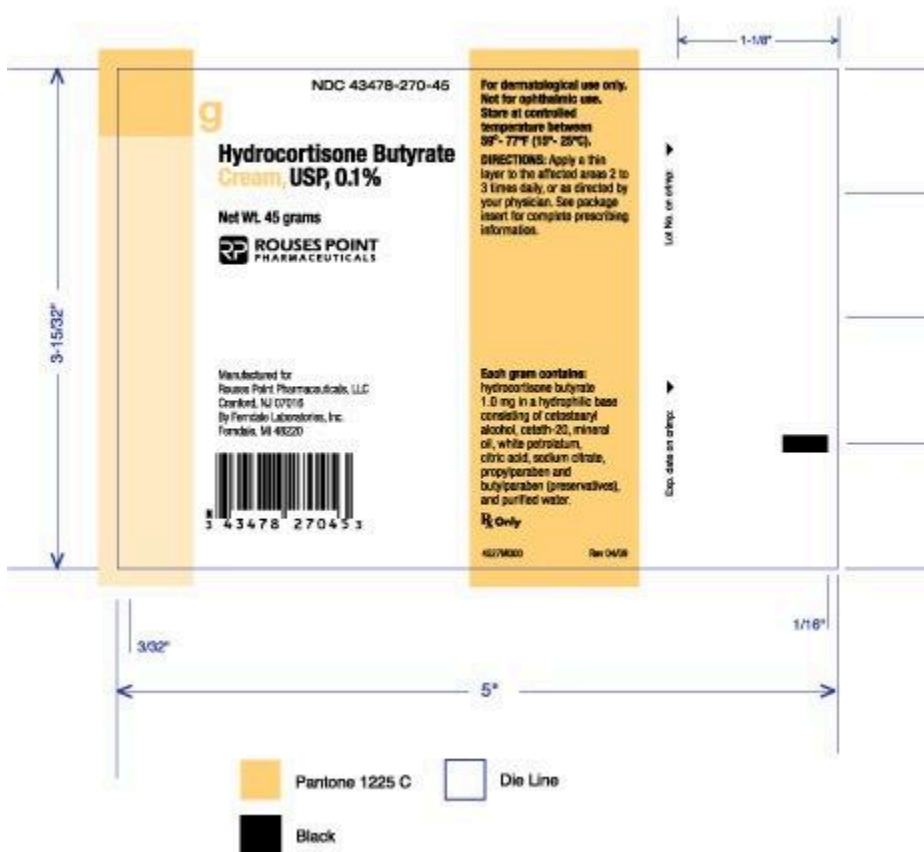 1-1/8"
NDC 43478-270-45
g
Hydrocortisone Butyrate
Cream, USP, 0.1%
Net Wt. 45 grams
RP ROUSES POINT
PHARMACEUTICALS
Manufactured for
Rouses Point Pharmaceuticals, LLC
Cranford, NJ 07016
By Ferndale Laboratories, Inc.
Ferndale, MI 48220
N
3 43478 27045 3
For dermatological use only.
Not for ophthalmic use.
Store at controlled
temperature between
59°- 77°F (15°- 25°C).
DIRECTIONS: Apply a thin
layer to the affected areas 2 to
3 times daily, or as directed by
your physician. See package
insert for complete prescribing
information.
Each gram contains:
hydrocortisone butyrate
1.0 mg in a hydrophilic base
consisting of cetostearyl
alcohol, ceteth-20, mineral
oil, white petrolatum,
citric acid, sodium citrate,
propylparaben and
butylparaben (preservatives),
and purified water.
Rx Only
Rev 04/09
Lot No. on crimp:
Exp. date on crimp:
3-15/32"
3/32"
1/16"
5"
Pantone 1225 C
Die Line
Black